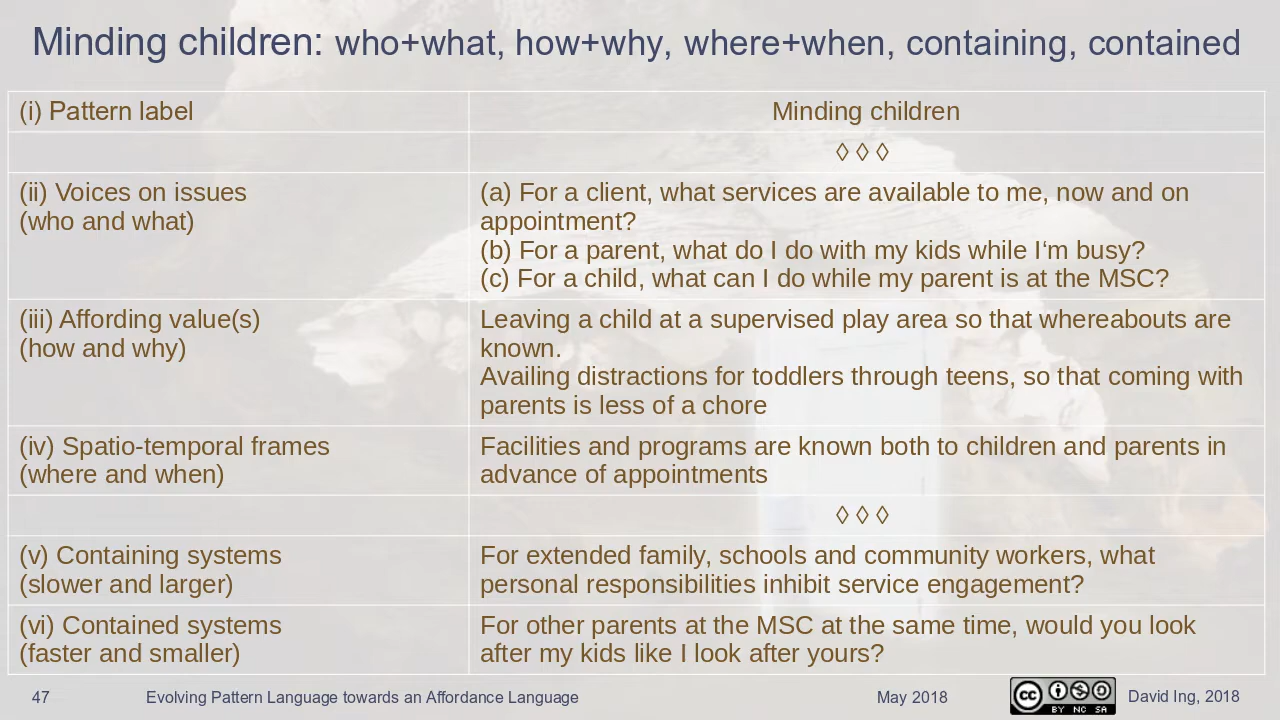 Minding children: who+what, how+why, where+when, containing, contained
(i) Pattern label
Minding children
◊ ◊ ◊
(ii) Voices on issues
(who and what)
(a) For a client, what services are available to me, now and on
appointment?
(b) For a parent, what do I do with my kids while I‘m busy?
(c) For a child, what can I do while my parent is at the MSC?
(iii) Affording value(s)
(how and why)
Leaving a child at a supervised play area so that whereabouts are
known.
Availing distractions for toddlers through teens, so that coming with
parents is less of a chore
(iv) Spatio-temporal frames
(where and when)
Facilities and programs are known both to children and parents in
advance of appointments
◊ ◊ ◊
(v) Containing systems
(slower and larger)
For extended family, schools and community workers, what
personal responsibilities inhibit service engagement?
(vi) Contained systems
(faster and smaller)
For other parents at the MSC at the same time, would you look
after my kids like I look after yours?
47
Evolving Pattern Language towards an Affordance Language
May 2018
cc
BY NC SA
David Ing, 2018